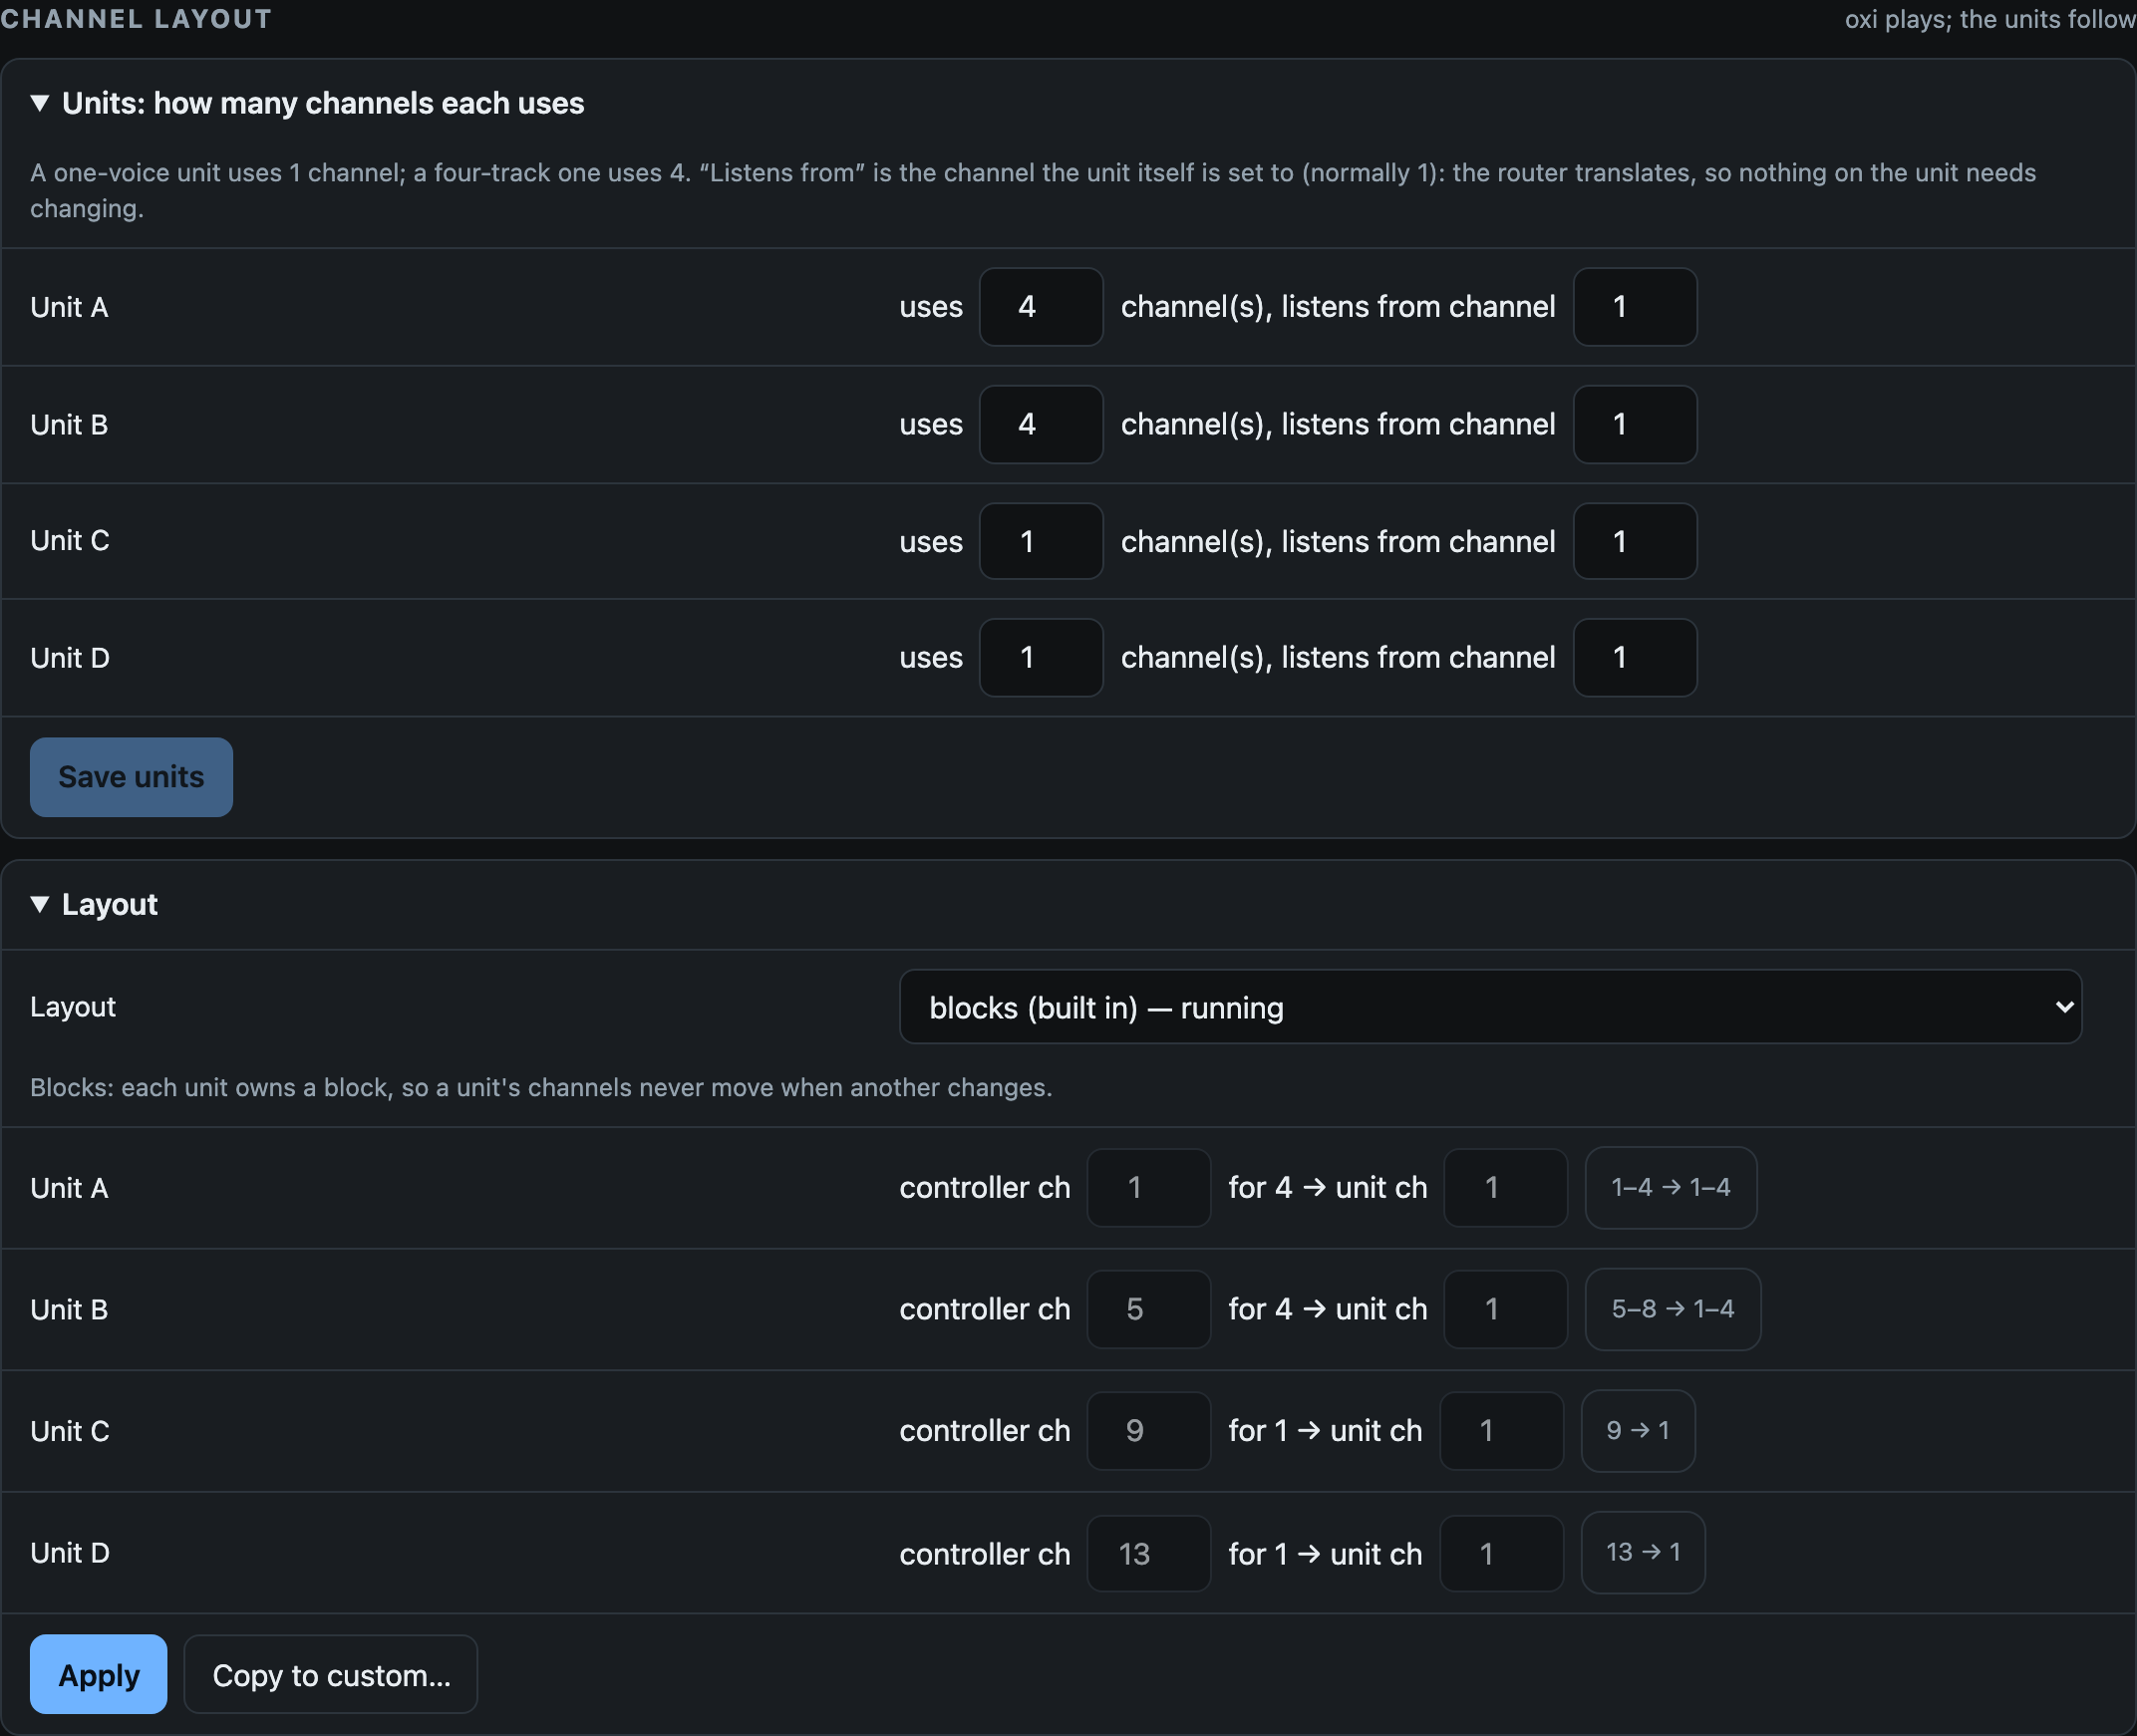 CHANNEL LAYOUT
oxi plays; the units follow
▼ Units: how many channels each uses
A one-voice unit uses 1 channel; a four-track one uses 4. “Listens from” is the channel the unit itself is set to (normally 1): the router translates, so nothing on the unit needs
changing.
Unit A uses 4 channel(s), listens from channel 1
Unit B uses 4 channel(s), listens from channel 1
Unit C uses 1 channel(s), listens from channel 1
Unit D uses 1 channel(s), listens from channel 1
Save units
▼ Layout
Layout blocks (built in) — running
Blocks: each unit owns a block, so a unit's channels never move when another changes.
Unit A controller ch 1 for 4 → unit ch 1 1–4 → 1–4
Unit B controller ch 5 for 4 → unit ch 1 5–8 → 1–4
Unit C controller ch 9 for 1 → unit ch 1 9 → 1
Unit D controller ch 13 for 1 → unit ch 1 13 → 1
Apply Copy to custom...